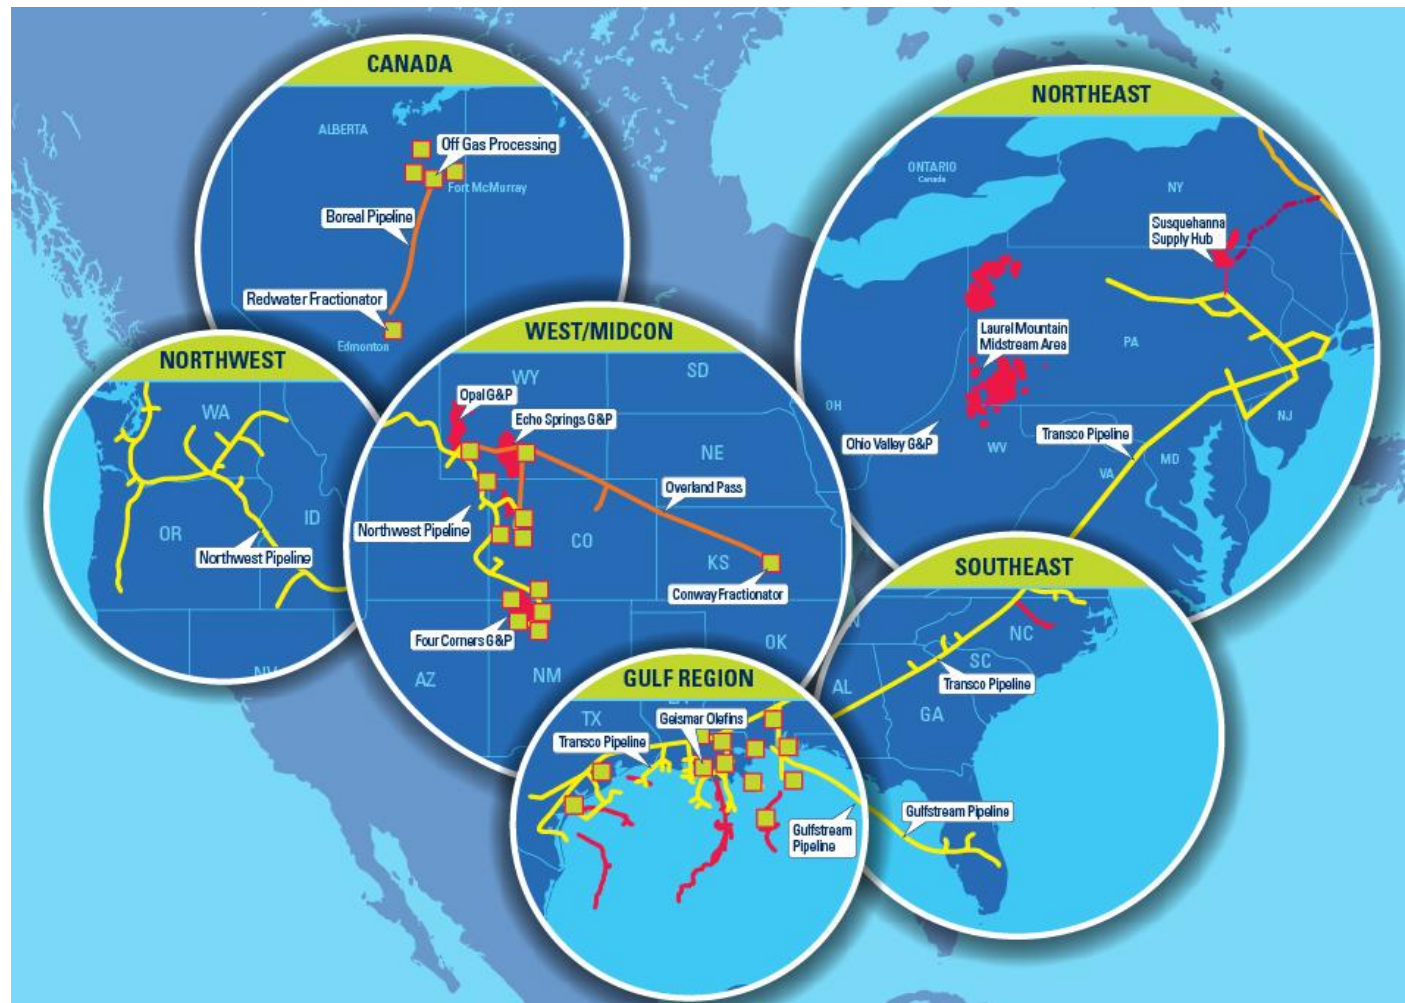 CANADA
ALBERTA
Off Gas Processing
Fort McMurray
Boreal Pipeline
Redwater Fractionator
Edmonton
NORTHEAST
ONTARIO
Canada
NY
Susquehanna
Supply Hub
Laurel Mountain
Midstream Area
PA
OH
Ohio Valley G&P
WV
Transco Pipeline
VA
MD
NJ
NORTHWEST
WA
OR
ID
Northwest Pipeline
NV
WEST/MIDCON
WY
SD
Opal G&P
Echo Springs G&P
NE
Overland Pass
Northwest Pipeline
CO
KS
Conway Fractionator
Four Corners G&P
AZ
NM
OK
GULF REGION
TX
Geismar Olefins
Transco Pipeline
Gulfstream
Pipeline
SOUTHEAST
NC
SC
Transco Pipeline
AL
GA
Gulfstream Pipeline